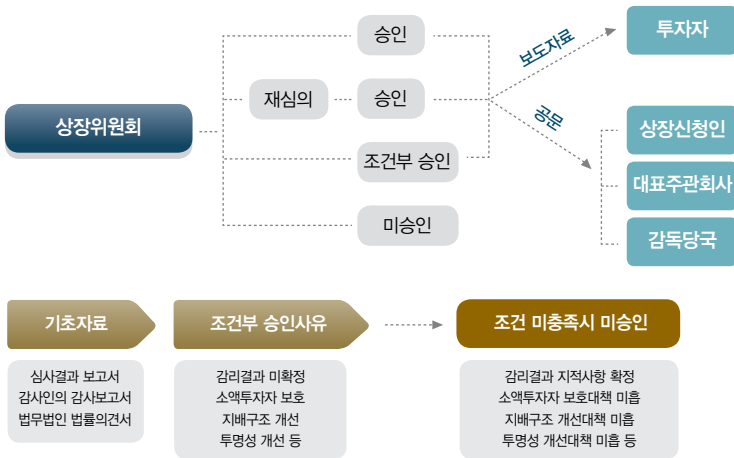 승인
투자자
보도자료
재심의
승인
상장위원회
공문
상장신청인
조건부 승인
대표주관회사
미승인
감독당국
기초자료
조건부 승인사유
조건 미충족시 미승인
심사결과 보고서
감사인의 감사보고서
법무법인 법률의견서
감리결과 미확정
소액투자자 보호
지배구조 개선
투명성 개선 등
감리결과 지적사항 확정
소액투자자 보호대책 미흡
지배구조 개선대책 미흡
투명성 개선대책 미흡 등